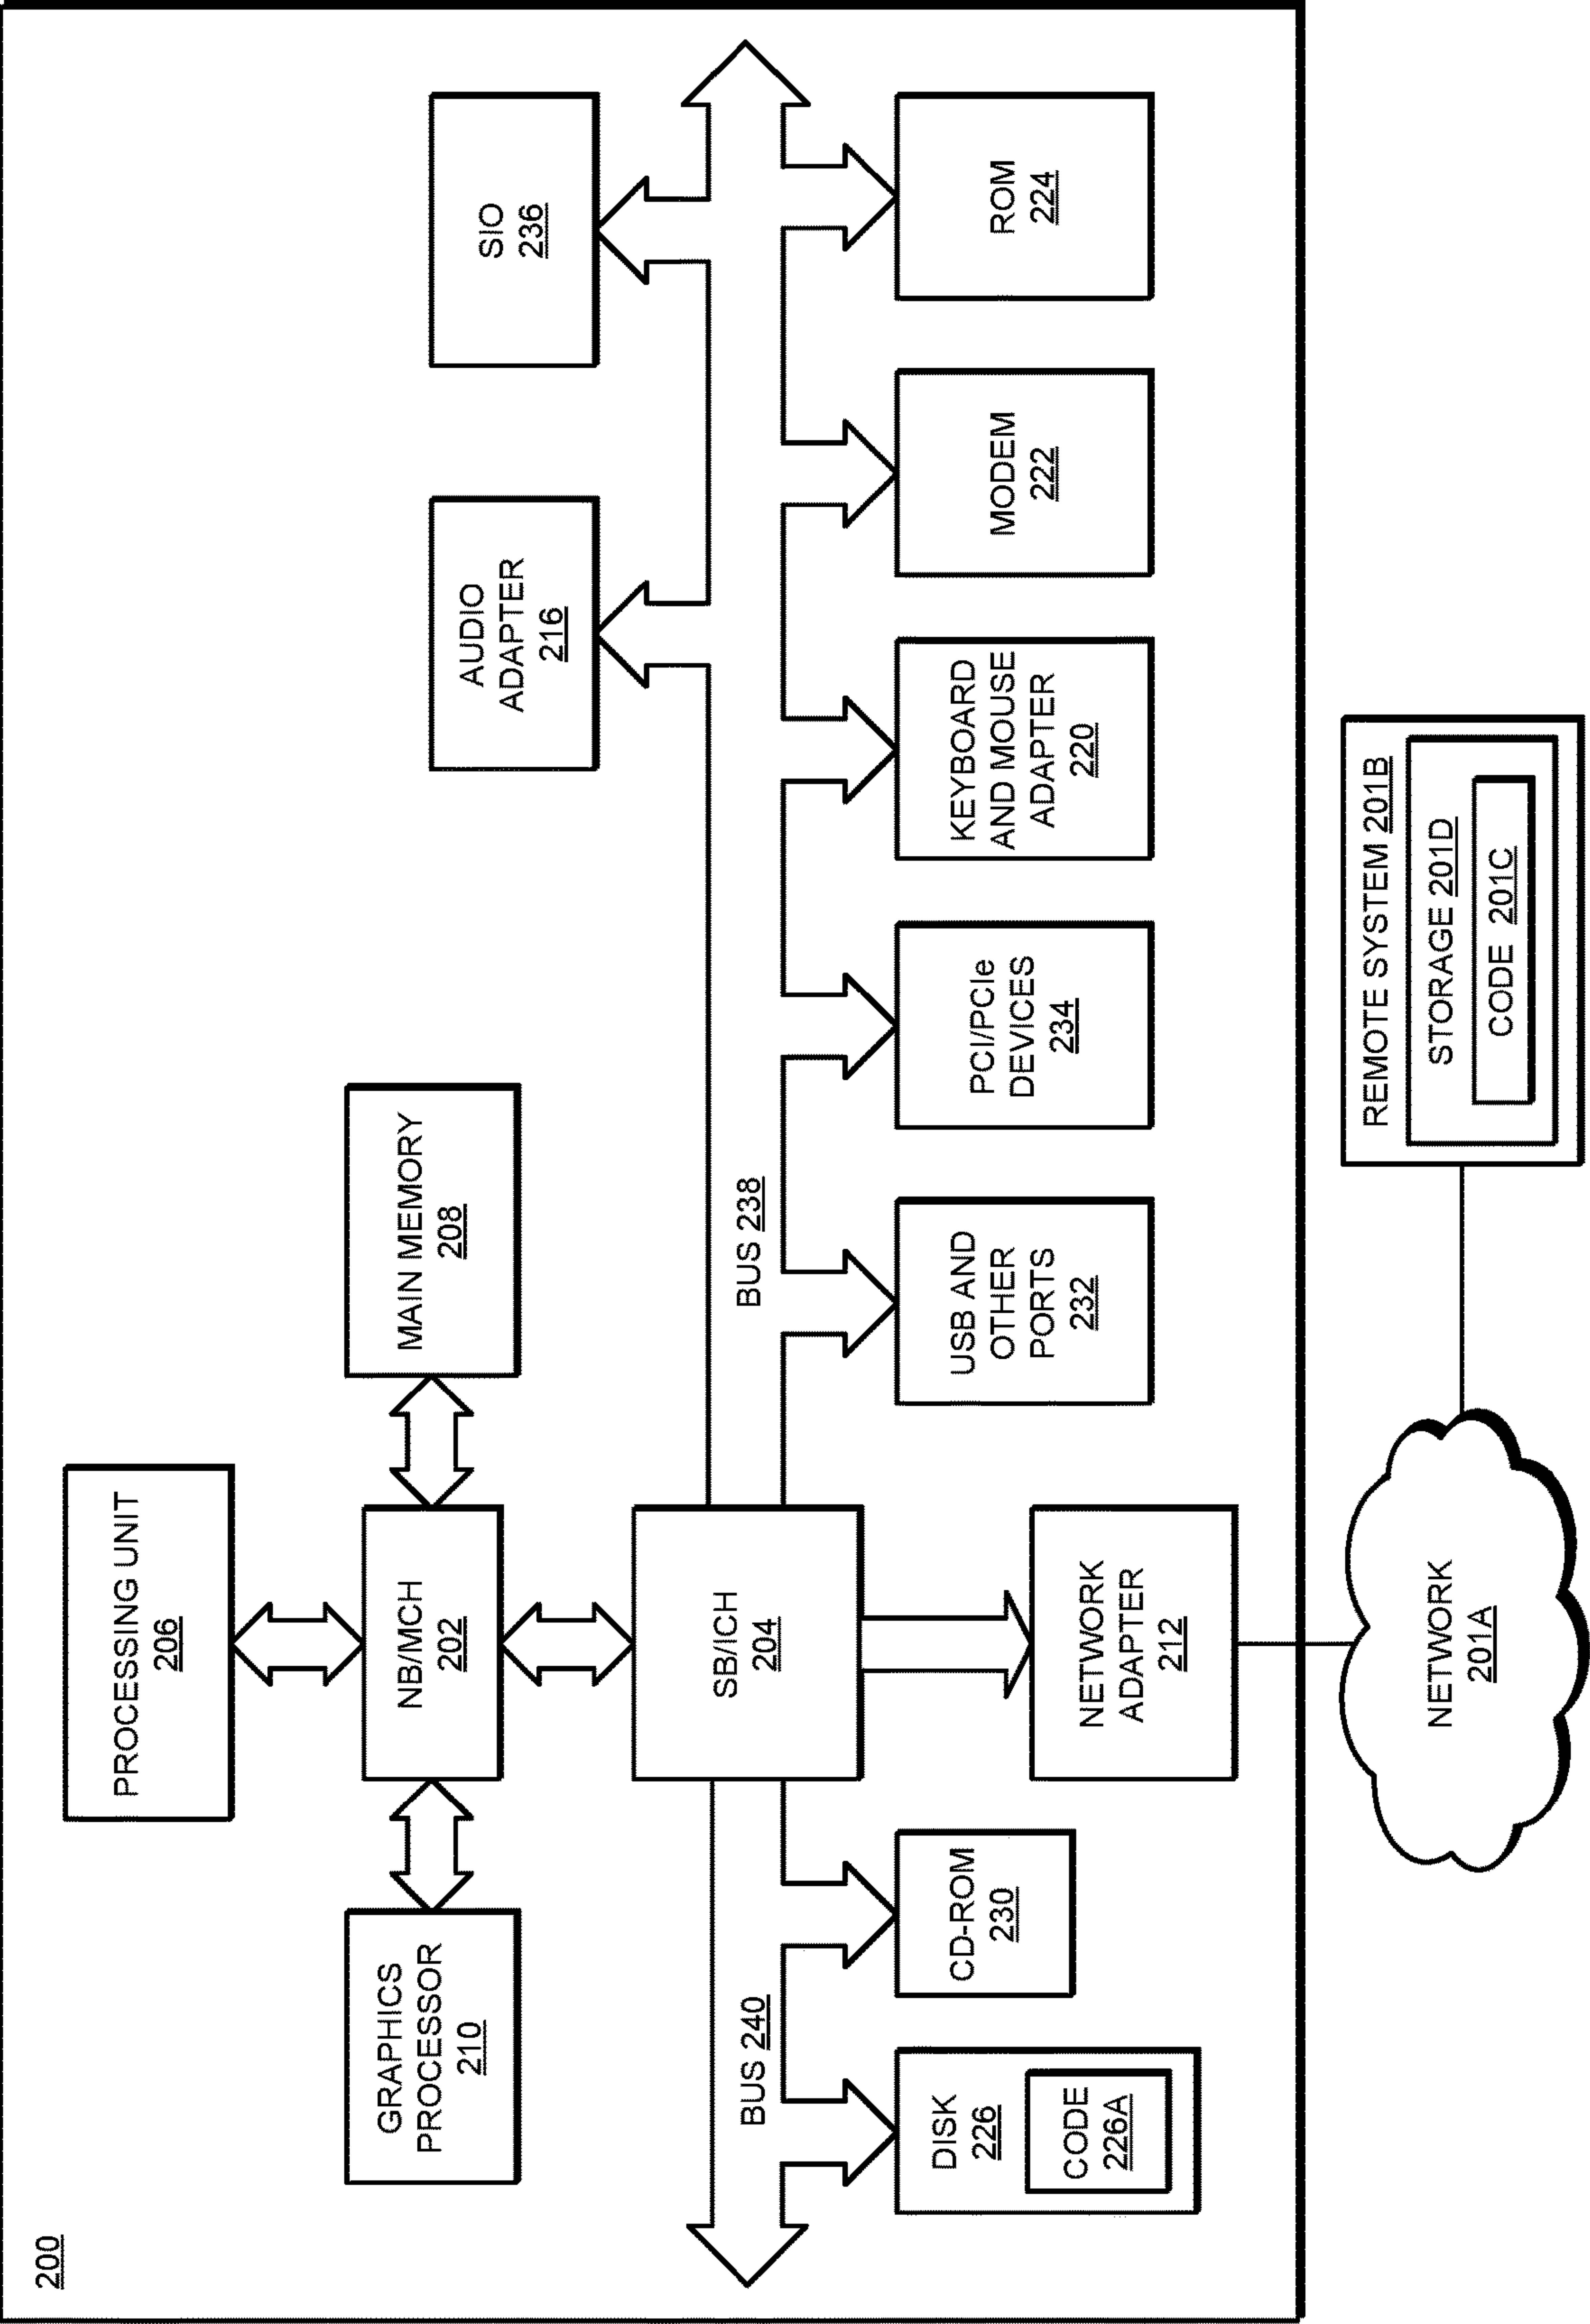 200
PROCESSING UNIT
206
GRAPHICS
PROCESSOR
210
NB/MCH
202
MAIN MEMORY
208
AUDIO
ADAPTER
216
SIO
236
SB/ICH
204
BUS 240
BUS 238
DISK
226
CODE
226A
CD-ROM
230
NETWORK
ADAPTER
212
USB AND
OTHER
PORTS
232
PCI/PCIe
DEVICES
234
KEYBOARD
AND MOUSE
ADAPTER
220
MODEM
222
ROM
224
NETWORK
201A
REMOTE SYSTEM 201B
STORAGE 201D
CODE 201C